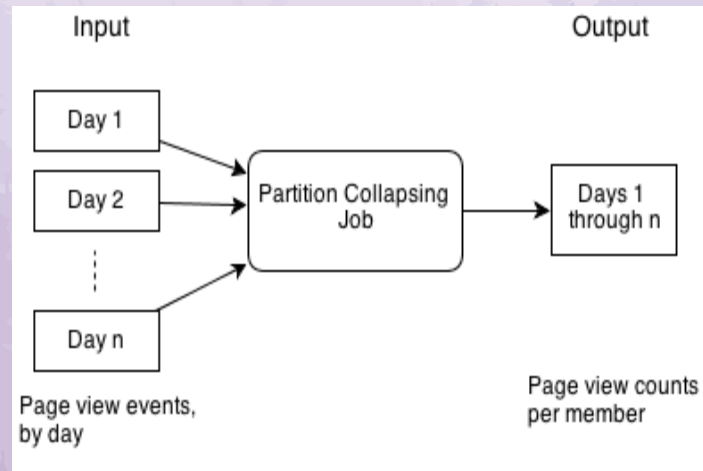 Input
Output
Day 1
Day 2
Day n
Partition Collapsing
Job
Days 1
through n
Page view events,
by day
Page view counts
per member